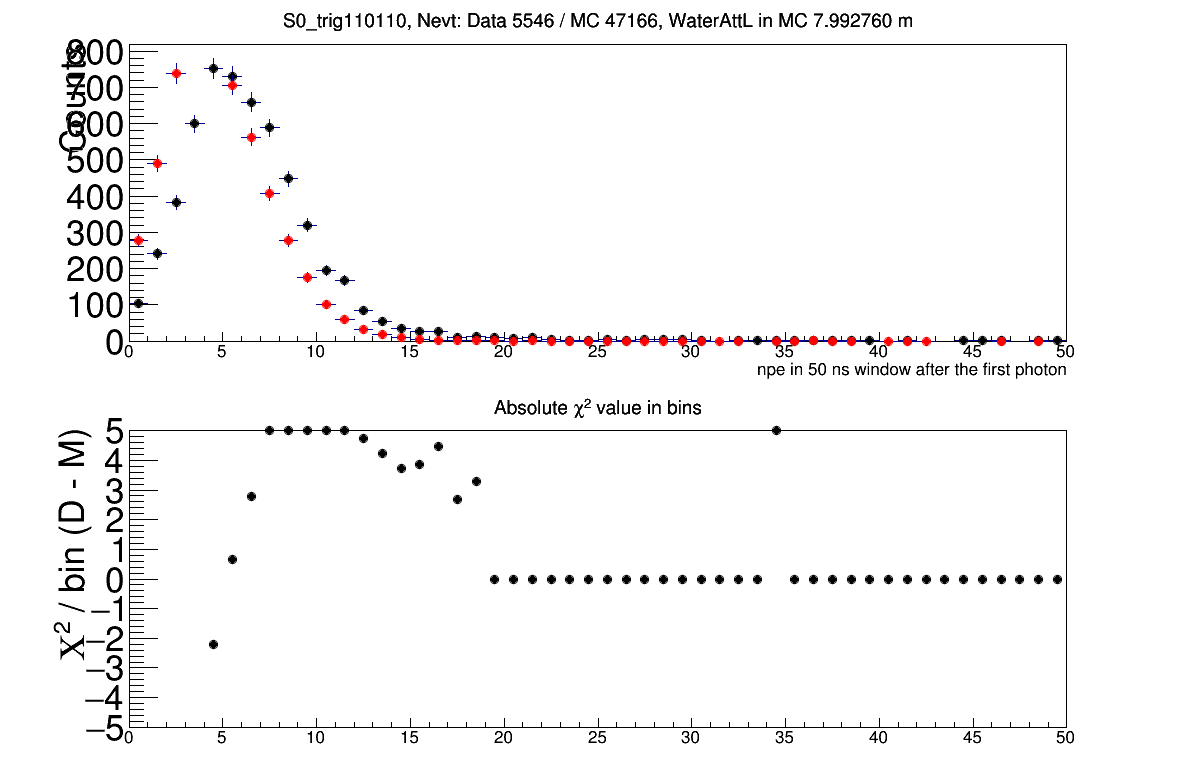 S0_trig110110, Nevt: Data 5546 / MC 47166, WaterAttL in MC 7.992760 m
Counts
800
700
600
500
400
300
200
100
0
0 5 10 15 20 25 30 35 40 45 50
npe in 50 ns window after the first photon
Absolute χ² value in bins
X² / bin (D - M)
5
4
3
2
1
0
−1
−2
−3
−4
−5
0 5 10 15 20 25 30 35 40 45 50